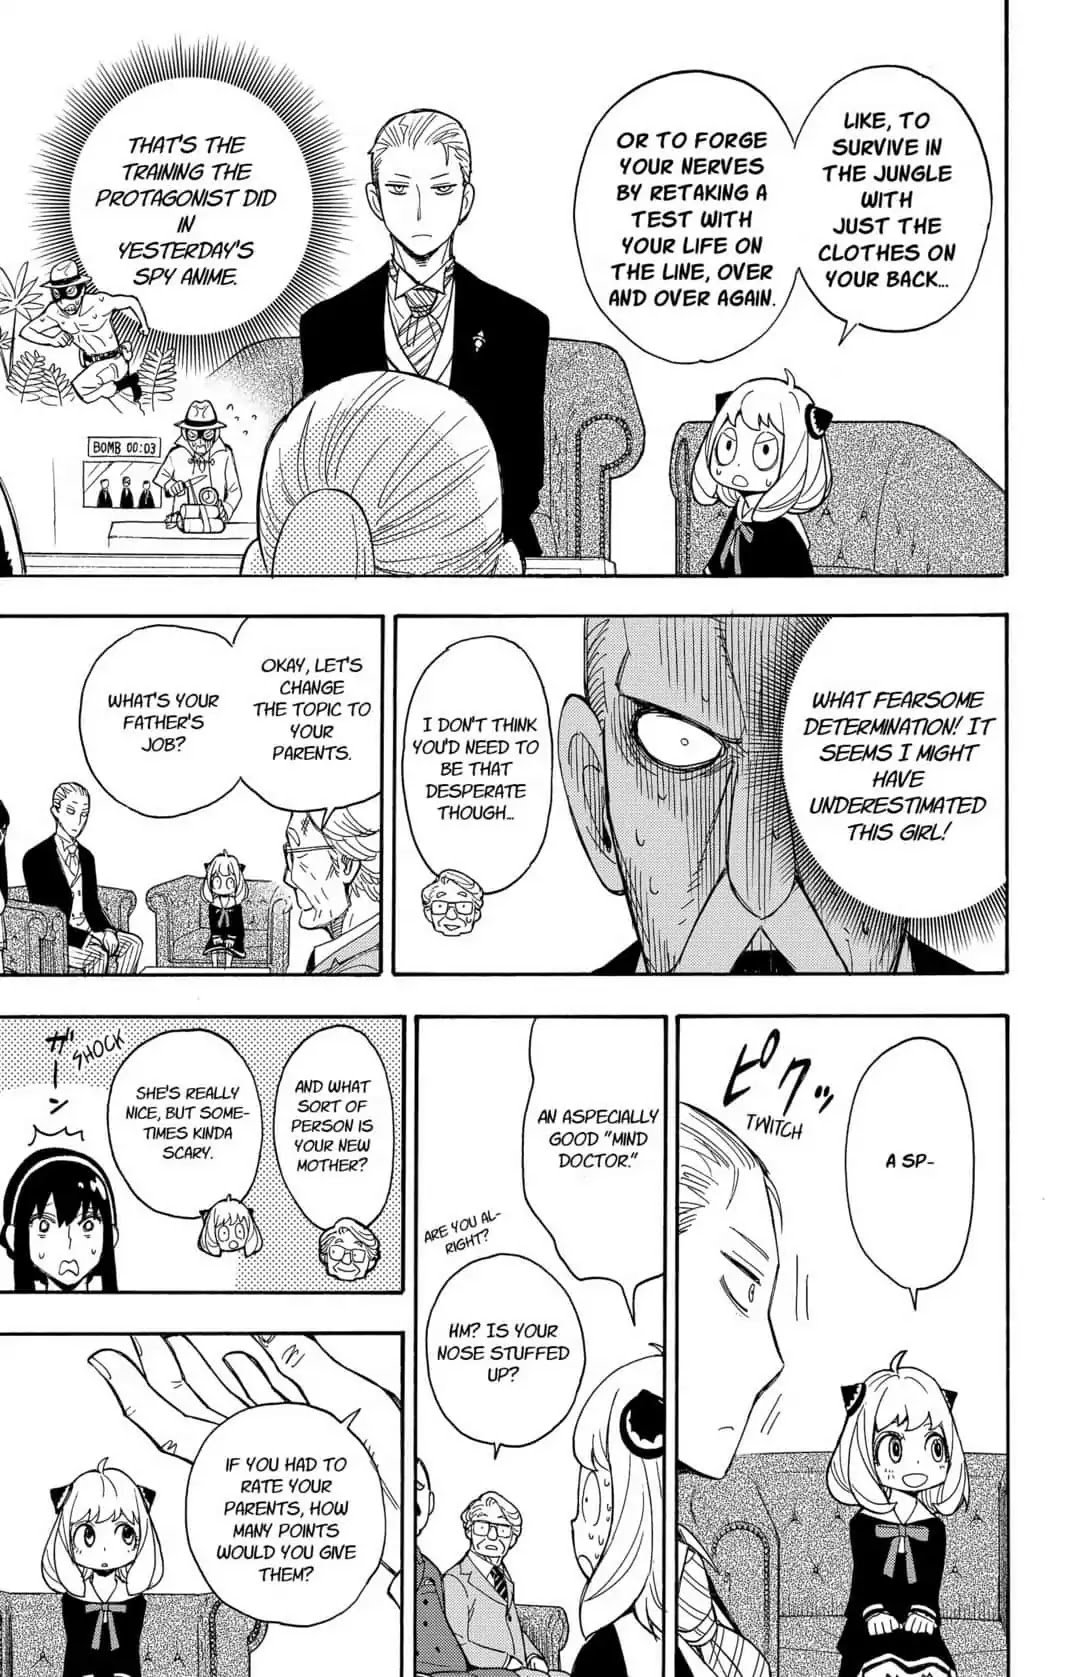 LIKE, TO
SURVIVE IN
THE JUNGLE
WITH
JUST THE
CLOTHES ON
YOUR BACK...
OR TO FORGE
YOUR NERVES
BY RETAKING A
TEST WITH
YOUR LIFE ON
THE LINE, OVER
AND OVER AGAIN.
THAT'S THE
TRAINING THE
PROTAGONIST DID
IN
YESTERDAY'S
SPY ANIME.
BOMB 00:03
WHAT FEARSOME
DETERMINATION! IT
SEEMS I MIGHT
HAVE
UNDERESTIMATED
THIS GIRL!
I DON'T THINK
YOU'D NEED TO
BE THAT
DESPERATE
THOUGH...
OKAY, LET'S
CHANGE
THE TOPIC TO
YOUR
PARENTS.
WHAT'S YOUR
FATHER'S
JOB?
A SP-
ピクッ
TWITCH
AN ASPECIALLY
GOOD "MIND
DOCTOR."
ARE YOU AL-
RIGHT?
HM? IS YOUR
NOSE STUFFED
UP?
AND WHAT
SORT OF
PERSON IS
YOUR NEW
MOTHER?
SHE'S REALLY
NICE, BUT SOME-
TIMES KINDA
SCARY.
ガーン
SHOCK
IF YOU HAD TO
RATE YOUR
PARENTS, HOW
MANY POINTS
WOULD YOU GIVE
THEM?